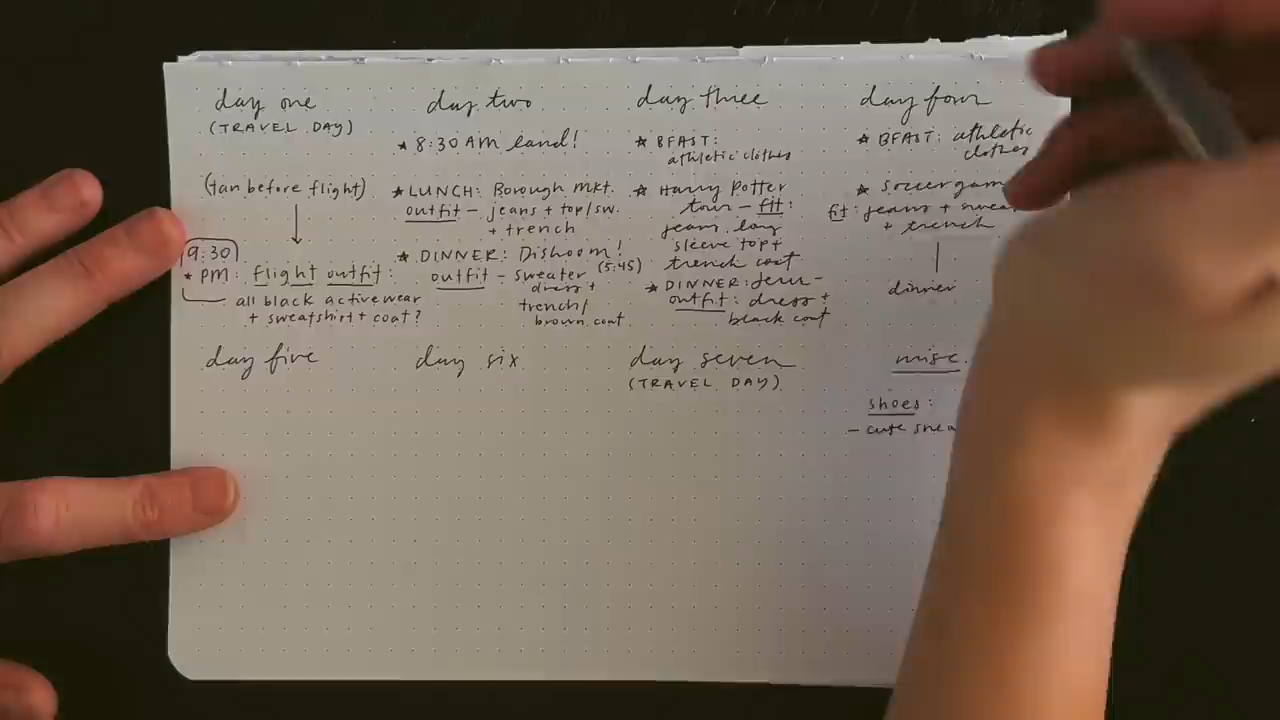 day one
(TRAVEL DAY)
(tan before flight)
9:30
* PM: flight outfit:
all black activewear
+ sweatshirt + coat?
day two
* 8:30 AM land!
* LUNCH: Borough mkt.
outfit - jeans + top/sw.
+ trench
* DINNER: Dishoom!
(5:45)
outfit - sweater
dress +
trench/
brown coat
day three
* BFAST:
athletic clothes
* Harry Potter
tour - fit:
jeans, long
sleeve top +
trench coat
* DINNER:
outfit: dress +
black coat
day four
* BFAST: athletic
clothes
* soccer
fit: jeans +
+ trench
dinner
day five
day six
day seven
(TRAVEL DAY)
misc.
shoes:
- cute